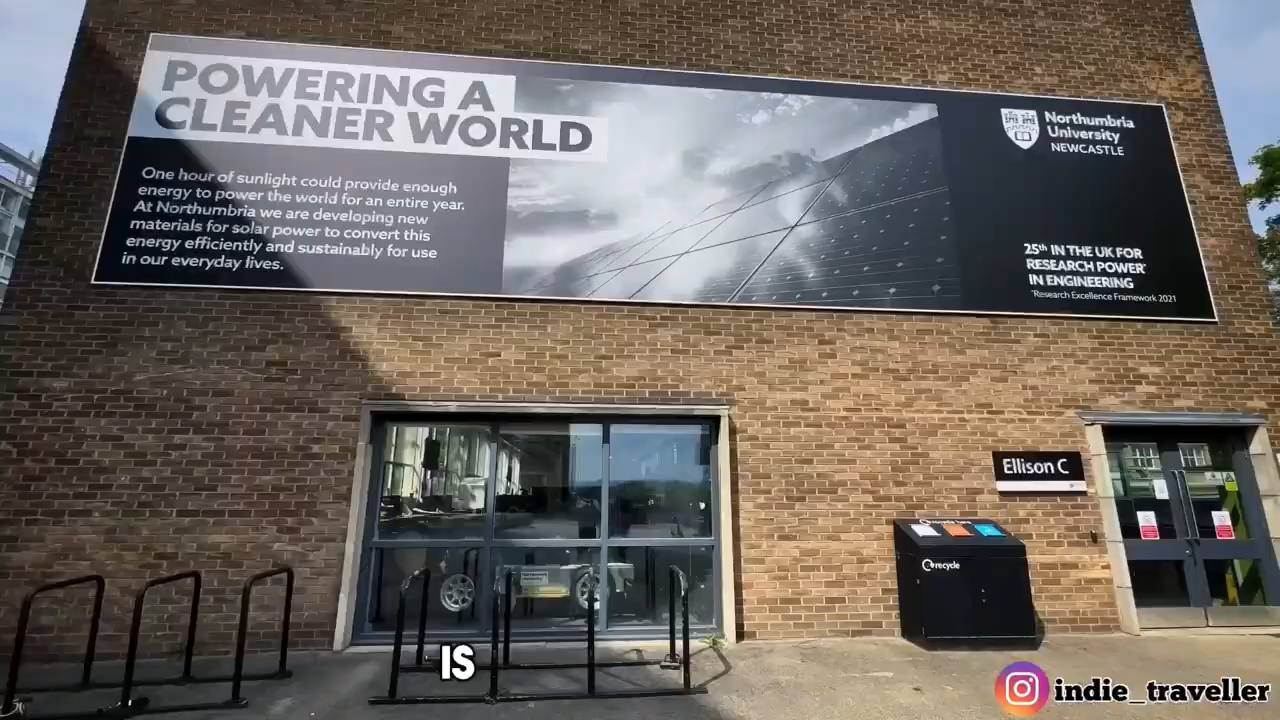 POWERING A
CLEANER WORLD
One hour of sunlight could provide enough
energy to power the world for an entire year.
At Northumbria we are developing new
materials for solar power to convert this
energy efficiently and sustainably for use
in our everyday lives.
Northumbria
University
NEWCASTLE
25th IN THE UK FOR
RESEARCH POWER*
IN ENGINEERING
*Research Excellence Framework 2021
Ellison C
recycle
IS
indie_traveller